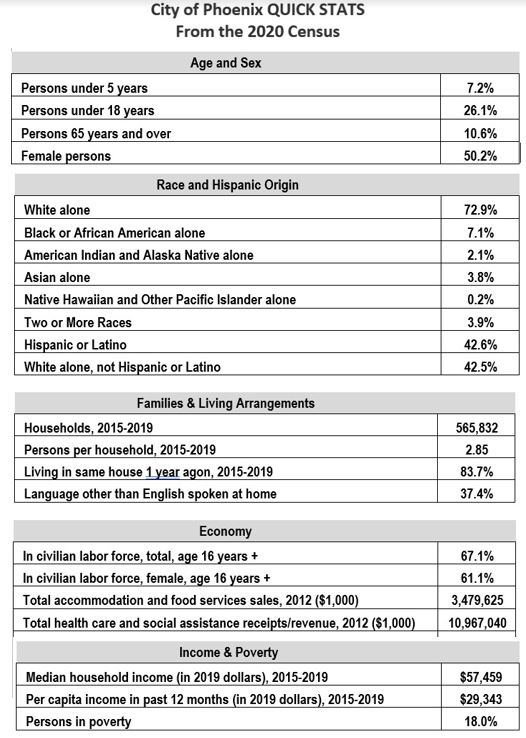 City of Phoenix QUICK STATS
From the 2020 Census
Age and Sex
Persons under 5 years 7.2%
Persons under 18 years 26.1%
Persons 65 years and over 10.6%
Female persons 50.2%
Race and Hispanic Origin
White alone 72.9%
Black or African American alone 7.1%
American Indian and Alaska Native alone 2.1%
Asian alone 3.8%
Native Hawaiian and Other Pacific Islander alone 0.2%
Two or More Races 3.9%
Hispanic or Latino 42.6%
White alone, not Hispanic or Latino 42.5%
Families & Living Arrangements
Households, 2015-2019 565,832
Persons per household, 2015-2019 2.85
Living in same house 1 year agon, 2015-2019 83.7%
Language other than English spoken at home 37.4%
Economy
In civilian labor force, total, age 16 years + 67.1%
In civilian labor force, female, age 16 years + 61.1%
Total accommodation and food services sales, 2012 ($1,000) 3,479,625
Total health care and social assistance receipts/revenue, 2012 ($1,000) 10,967,040
Income & Poverty
Median household income (in 2019 dollars), 2015-2019 $57,459
Per capita income in past 12 months (in 2019 dollars), 2015-2019 $29,343
Persons in poverty 18.0%